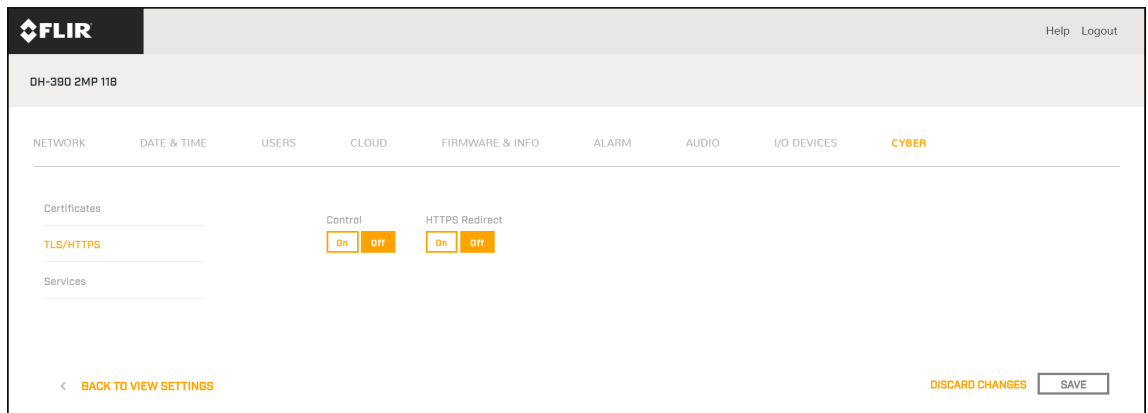 FLIR
Help Logout
DH-390 2MP 118
NETWORK DATE & TIME USERS CLOUD FIRMWARE & INFO ALARM AUDIO I/O DEVICES CYBER
Certificates
Control HTTPS Redirect
TLS/HTTPS
On Off On Off
Services
< BACK TO VIEW SETTINGS
DISCARD CHANGES SAVE